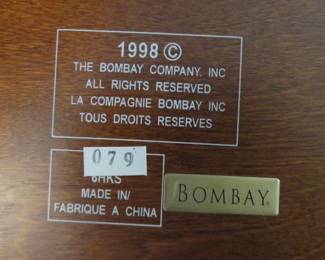 1998 ©
THE BOMBAY COMPANY, INC
ALL RIGHTS RESERVED
LA COMPAGNIE BOMBAY INC
TOUS DROITS RESERVES
079
6HKS
MADE IN/
FABRIQUE A CHINA
BOMBAY